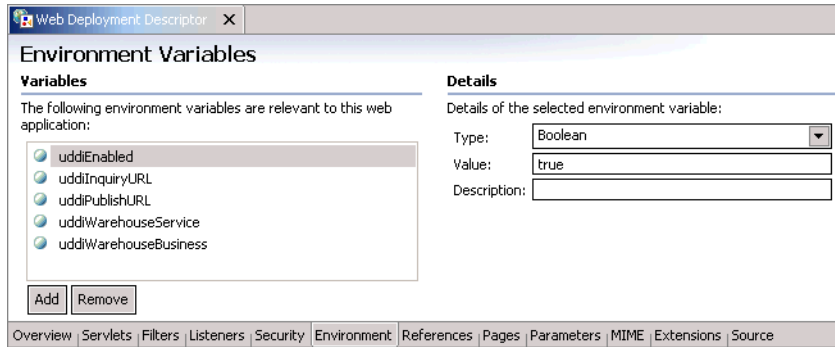 Web Deployment Descriptor X
Environment Variables
Variables
The following environment variables are relevant to this web
application:
uddiEnabled
uddiInquiryURL
uddiPublishURL
uddiWarehouseService
uddiWarehouseBusiness
Add Remove
Details
Details of the selected environment variable:
Type: Boolean
Value: true
Description:
Overview Servlets Filters Listeners Security Environment References Pages Parameters MIME Extensions Source